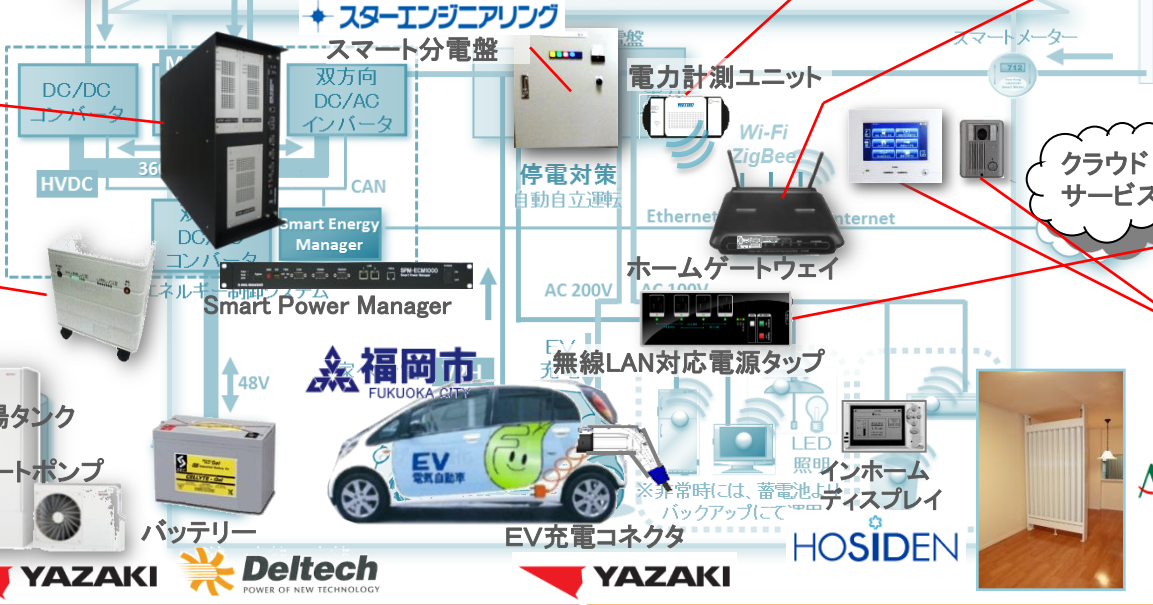 スターエンジニアリング
スマート分電盤
スマートメーター
電力計測ユニット
DC/DC
コンバータ
双方向
DC/AC
インバータ
Wi-Fi
ZigBee
クラウド
サービス
HVDC
CAN
停電対策
自動自立運転
Ethernet
Smart Energy
Manager
コンバータ
ホームゲートウェイ
SPM-ECM1000
Smart Power Manager
AC 200V
AC 100V
無線LAN対応電源タップ
福岡市
FUKUOKA CITY
48V
タンク
LED
照明
EV
電気自動車
インホーム
ディスプレイ
ートポンプ
※非常時には、蓄電池より
バックアップにて運用
バッテリー
EV充電コネクタ
HOSIDEN
YAZAKI
Deltech
POWER OF NEW TECHNOLOGY
YAZAKI